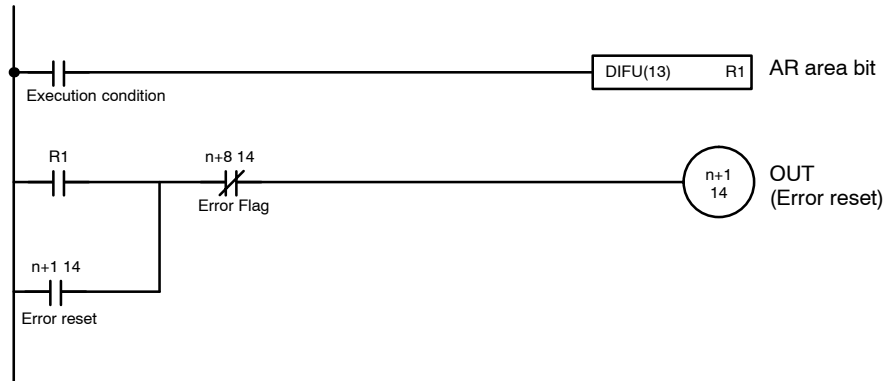 DIFU(13) R1 AR area bit
Execution condition
R1
n+8 14
Error Flag
n+1
14
OUT
(Error reset)
n+1 14
Error reset